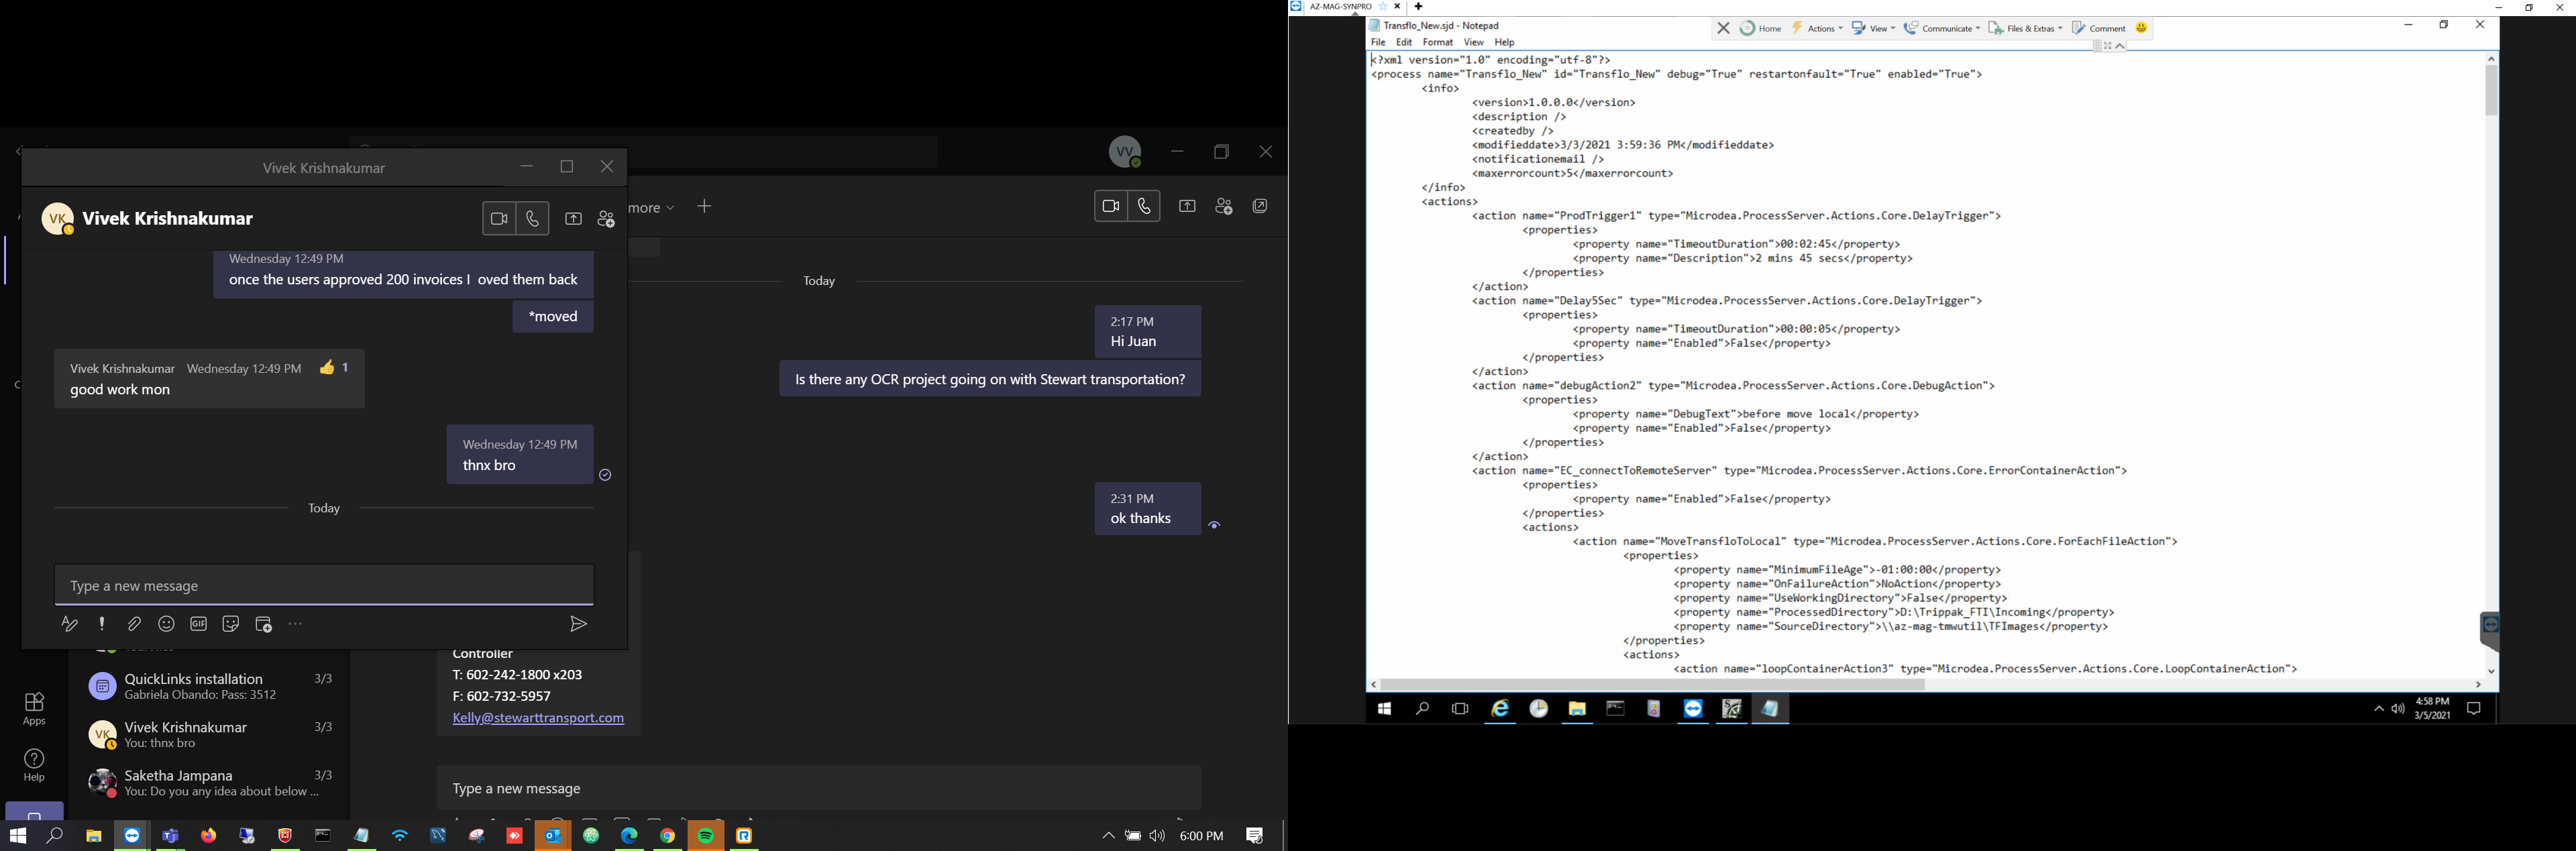 Vivek Krishnakumar
VK
Vivek Krishnakumar
Wednesday 12:49 PM
once the users approved 200 invoices I  oved them back
*moved
Vivek Krishnakumar Wednesday 12:49 PM 👍 1
good work mon
Wednesday 12:49 PM
thnx bro
Today
Type a new message
GIF
VV
more
Today
2:17 PM
Hi Juan
Is there any OCR project going on with Stewart transportation?
2:31 PM
ok thanks
Controller
T: 602-242-1800 x203
F: 602-732-5957
Kelly@stewarttransport.com
Type a new message
Apps
Help
QuickLinks installation 3/3
Gabriela Obando: Pass: 3512
VK
Vivek Krishnakumar 3/3
You: thnx bro
Saketha Jampana 3/3
You: Do you any idea about below ...
6:00 PM
AZ-MAG-SYNPRO
Transflo_New.sjd - Notepad
Home Actions View Communicate Files & Extras Comment
File Edit Format View Help
<?xml version="1.0" encoding="utf-8"?>
<process name="Transflo_New" id="Transflo_New" debug="True" restartonfault="True" enabled="True">
<info>
<version>1.0.0.0</version>
<description />
<createdby />
<modifieddate>3/3/2021 3:59:36 PM</modifieddate>
<notificationemail />
<maxerrorcount>5</maxerrorcount>
</info>
<actions>
<action name="ProdTrigger1" type="Microdea.ProcessServer.Actions.Core.DelayTrigger">
<properties>
<property name="TimeoutDuration">00:02:45</property>
<property name="Description">2 mins 45 secs</property>
</properties>
</action>
<action name="Delay5Sec" type="Microdea.ProcessServer.Actions.Core.DelayTrigger">
<properties>
<property name="TimeoutDuration">00:00:05</property>
<property name="Enabled">False</property>
</properties>
</action>
<action name="debugAction2" type="Microdea.ProcessServer.Actions.Core.DebugAction">
<properties>
<property name="DebugText">before move local</property>
<property name="Enabled">False</property>
</properties>
</action>
<action name="EC_connectToRemoteServer" type="Microdea.ProcessServer.Actions.Core.ErrorContainerAction">
<properties>
<property name="Enabled">False</property>
</properties>
<actions>
<action name="MoveTransfloToLocal" type="Microdea.ProcessServer.Actions.Core.ForEachFileAction">
<properties>
<property name="MinimumFileAge">-01:00:00</property>
<property name="OnFailureAction">NoAction</property>
<property name="UseWorkingDirectory">False</property>
<property name="ProcessedDirectory">D:\Trippak_FTI\Incoming</property>
<property name="SourceDirectory">\\az-mag-tmwutil\TFImages</property>
</properties>
<actions>
<action name="loopContainerAction3" type="Microdea.ProcessServer.Actions.Core.LoopContainerAction">
4:58 PM
3/5/2021